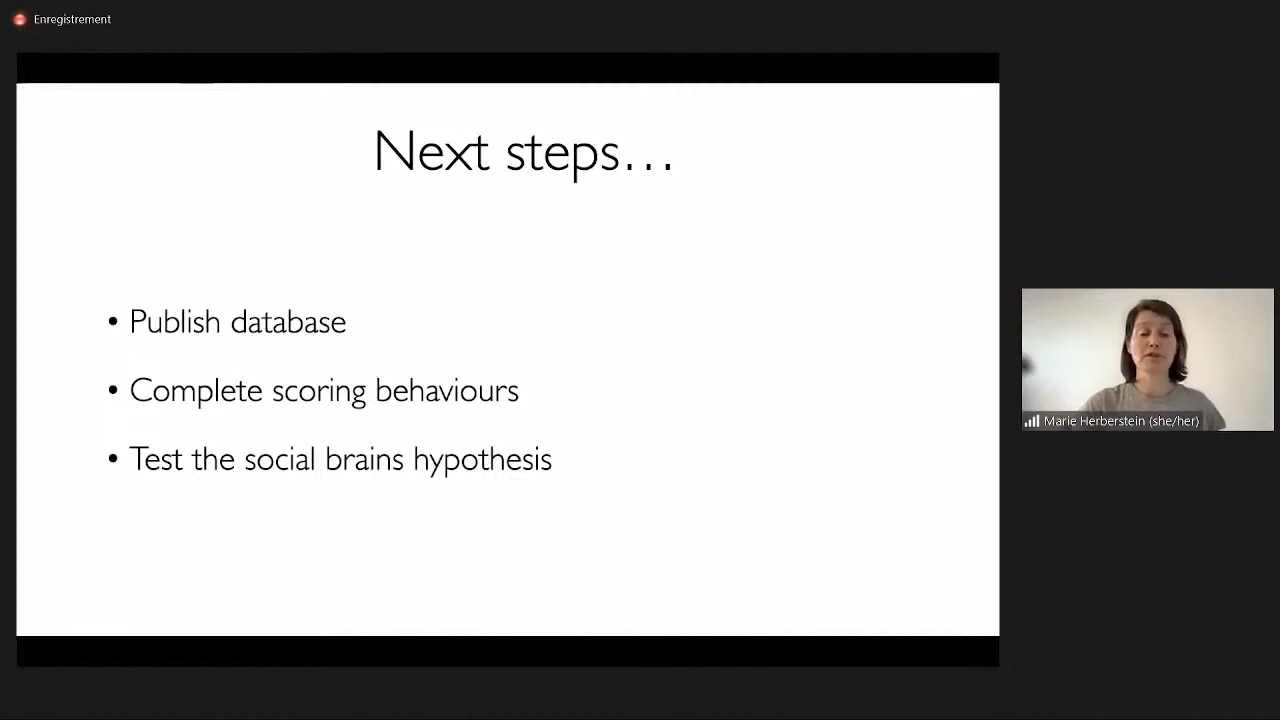 Enregistrement
Next steps...
• Publish database
• Complete scoring behaviours
• Test the social brains hypothesis
Marie Herberstein (she/her)